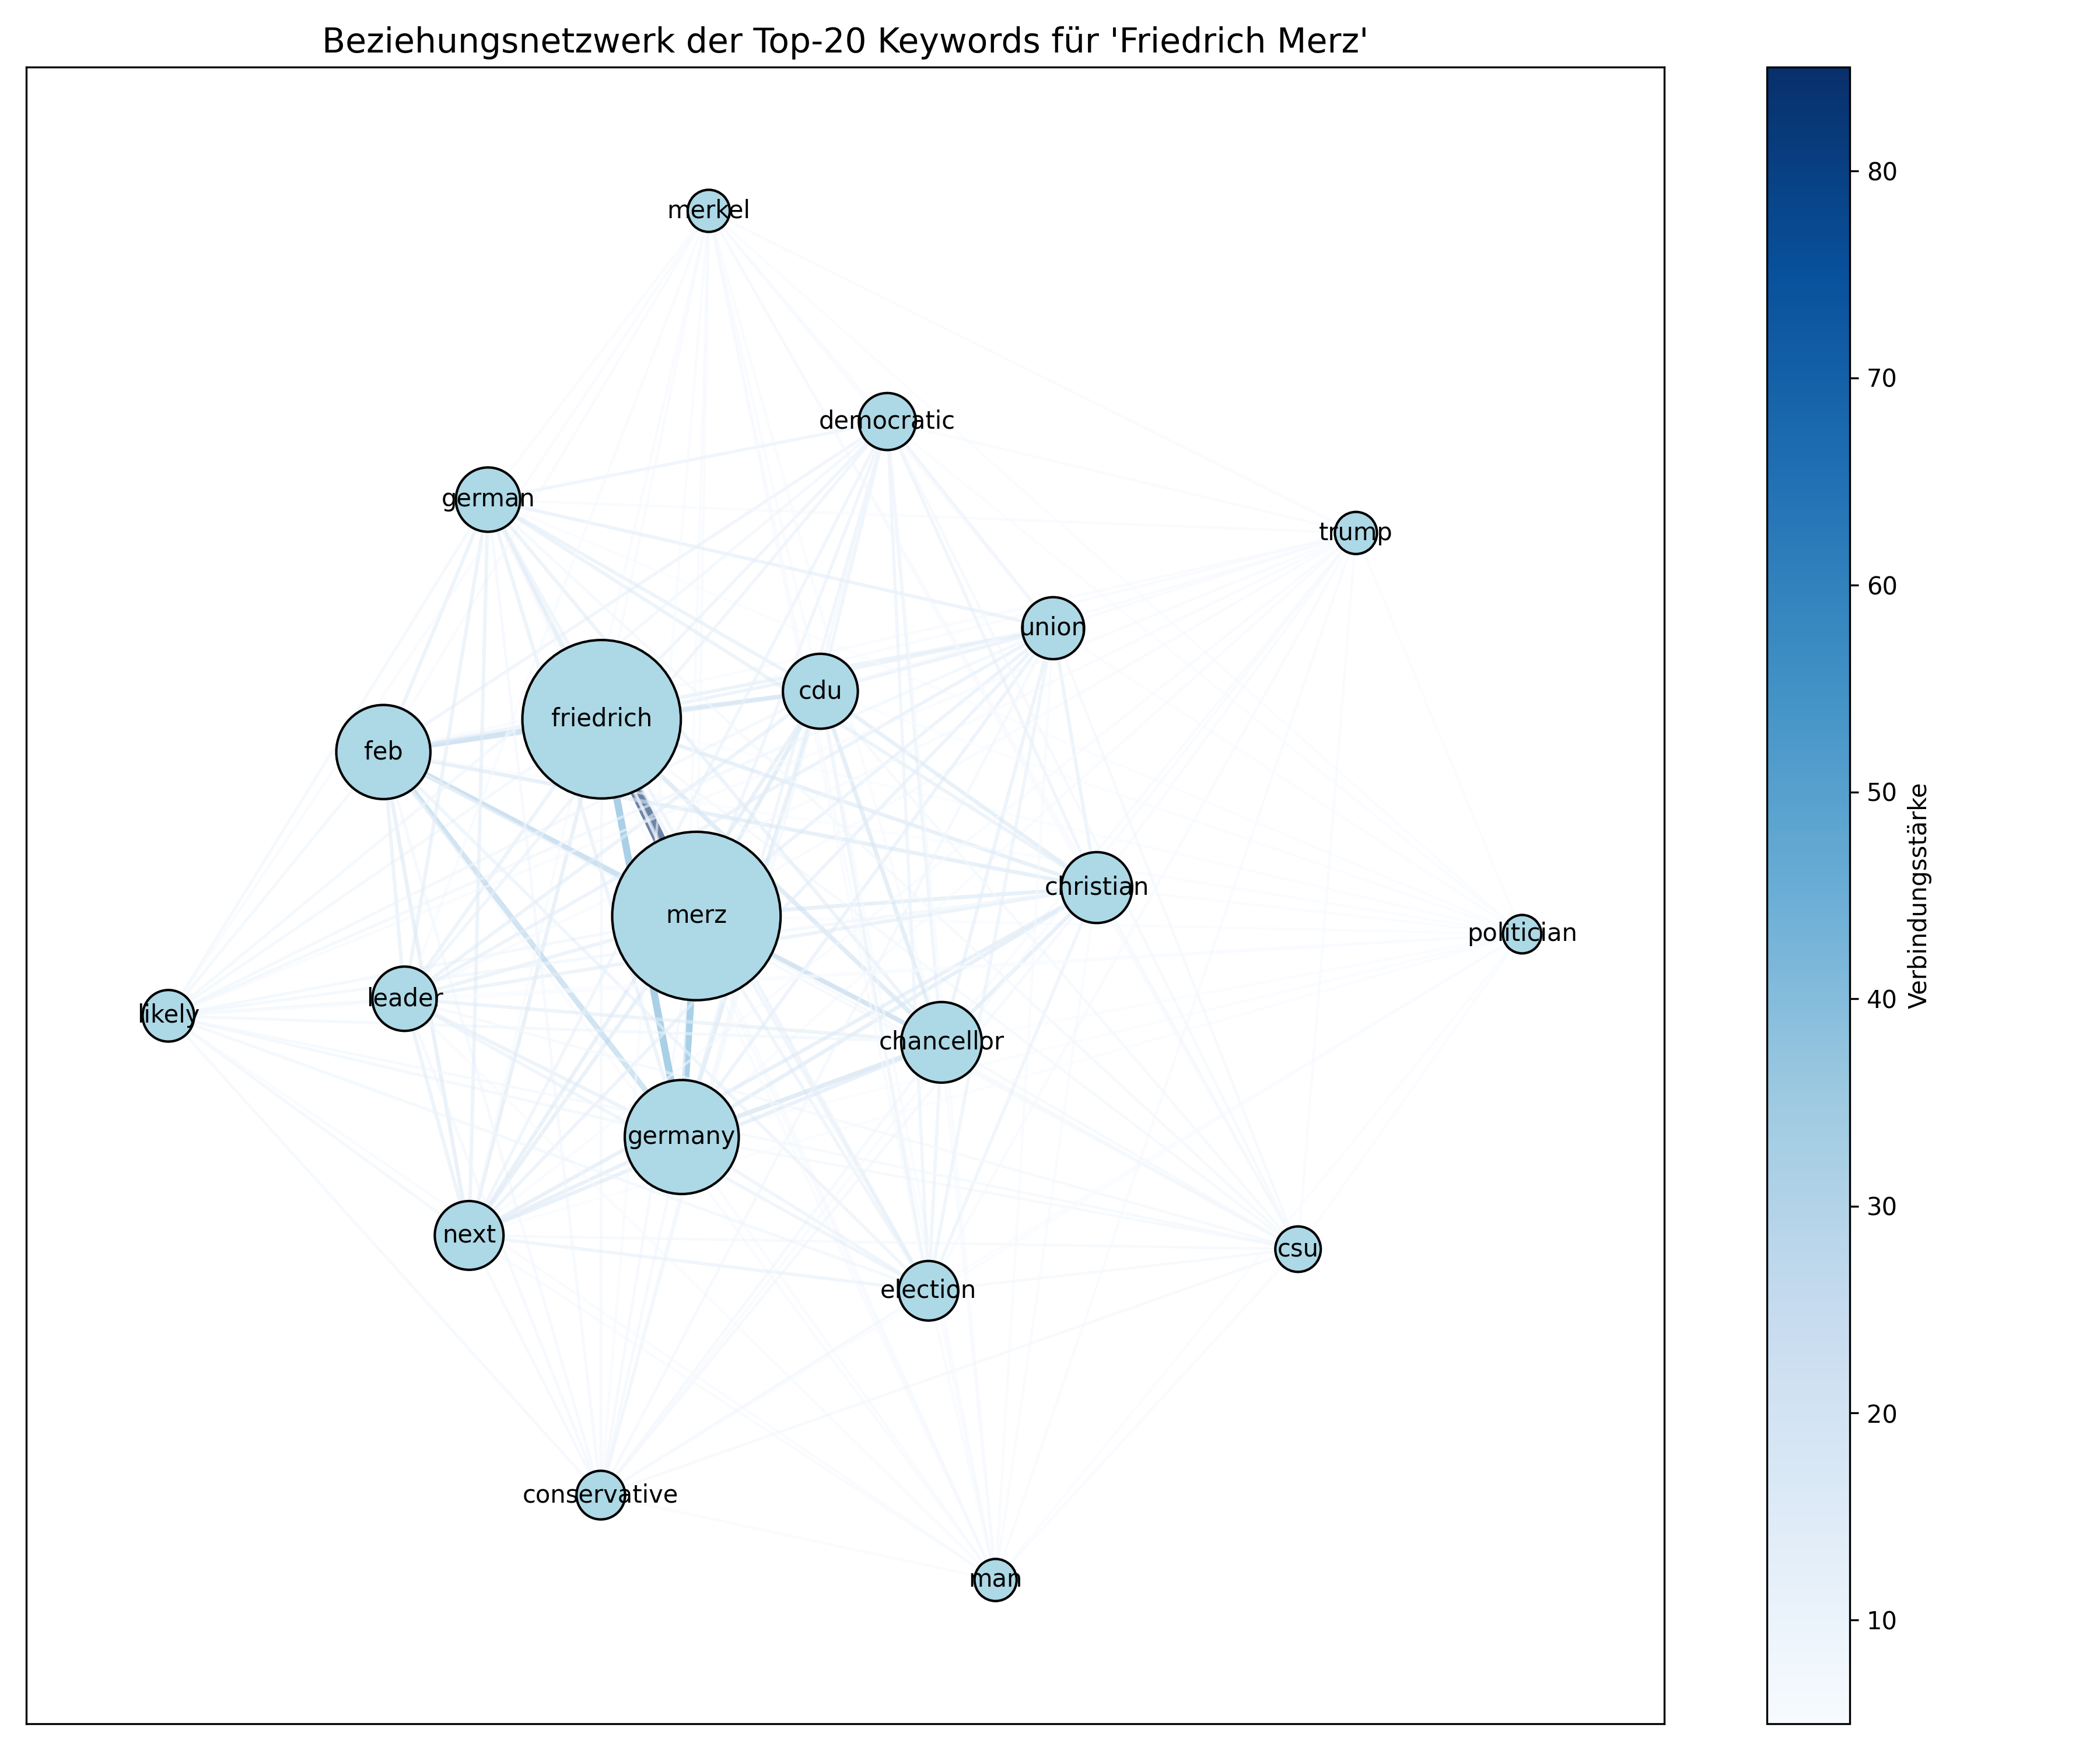 Beziehungsnetzwerk der Top-20 Keywords für 'Friedrich Merz'
merkel
democratic
german
trump
union
cdu
friedrich
feb
christian
merz
politician
leader
likely
chancellor
germany
next
csu
election
conservative
man
80
70
60
50
40
30
20
10
Verbindungsstärke